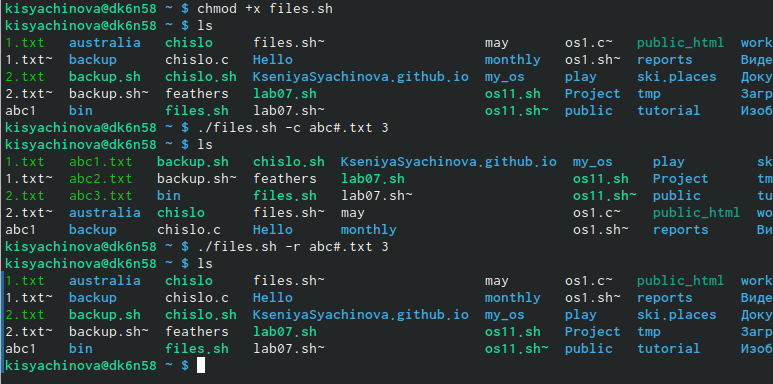 kisyachinova@dk6n58 ~ $ chmod +x files.sh
kisyachinova@dk6n58 ~ $ ls
1.txt australia chislo files.sh~ may os1.c~ public_html work
1.txt~ backup chislo.c Hello monthly os1.sh~ reports Виде
2.txt backup.sh chislo.sh KseniyaSyachinova.github.io my_os play ski.places Доку
2.txt~ backup.sh~ feathers lab07.sh os11.sh Project tmp Загр
abc1 bin files.sh lab07.sh~ os11.sh~ public tutorial Изоб
kisyachinova@dk6n58 ~ $ ./files.sh -c abc#.txt 3
kisyachinova@dk6n58 ~ $ ls
1.txt abc1.txt backup.sh chislo.sh KseniyaSyachinova.github.io my_os play sk
1.txt~ abc2.txt backup.sh~ feathers lab07.sh os11.sh Project tm
2.txt abc3.txt bin files.sh lab07.sh~ os11.sh~ public tu
2.txt~ australia chislo files.sh~ may os1.c~ public_html wo
abc1 backup chislo.c Hello monthly os1.sh~ reports Ви
kisyachinova@dk6n58 ~ $ ./files.sh -r abc#.txt 3
kisyachinova@dk6n58 ~ $ ls
1.txt australia chislo files.sh~ may os1.c~ public_html work
1.txt~ backup chislo.c Hello monthly os1.sh~ reports Виде
2.txt backup.sh chislo.sh KseniyaSyachinova.github.io my_os play ski.places Доку
2.txt~ backup.sh~ feathers lab07.sh os11.sh Project tmp Загр
abc1 bin files.sh lab07.sh~ os11.sh~ public tutorial Изоб
kisyachinova@dk6n58 ~ $